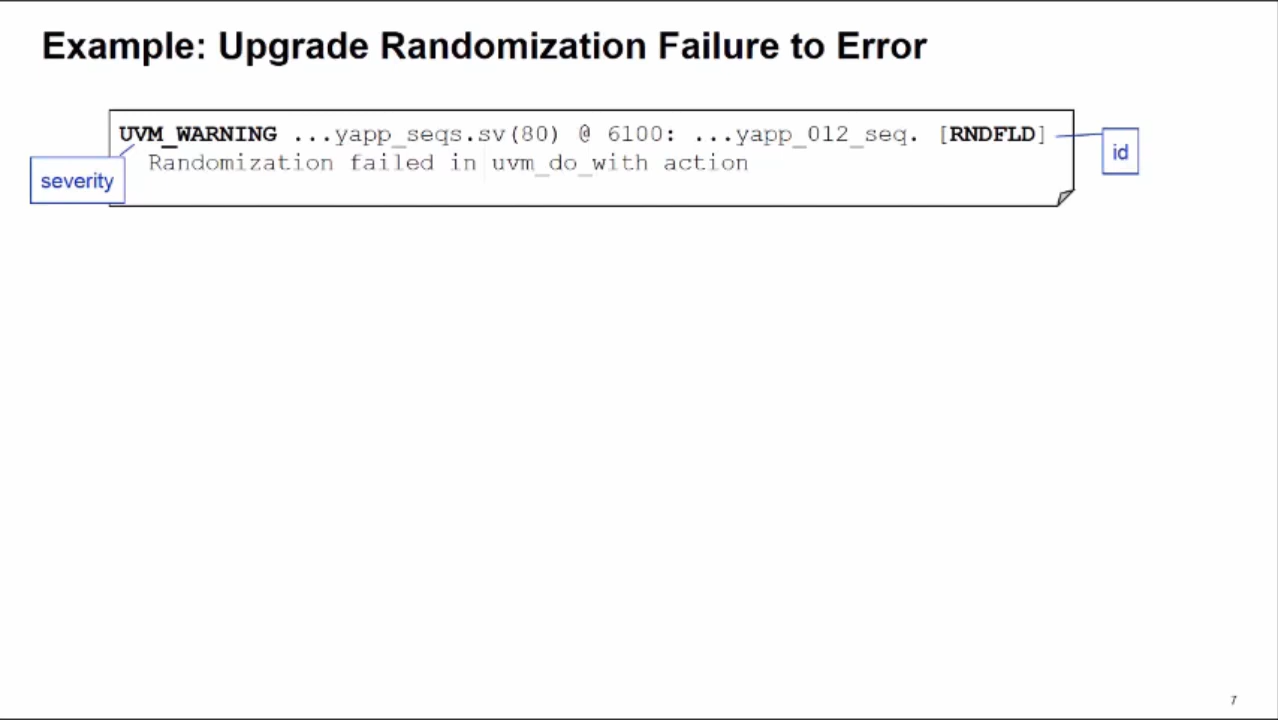 Example: Upgrade Randomization Failure to Error
UVM_WARNING ...yapp_seqs.sv(80) @ 6100: ...yapp_012_seq. [RNDFLD]
id
Randomization failed in uvm_do_with action
severity
7